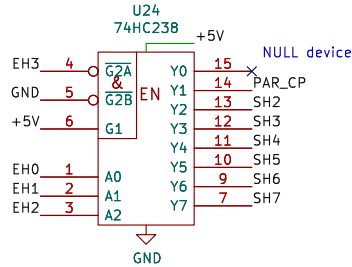 U24
74HC238
+5V
NULL device
EH3 4 G2A Y0 15
& Y1 14 PAR_CP
GND 5 G2B EN Y2 13 SH2
+5V 6 G1 Y3 12 SH3
Y4 11 SH4
EH0 1 A0 Y5 10 SH5
EH1 2 A1 Y6 9 SH6
EH2 3 A2 Y7 7 SH7
GND